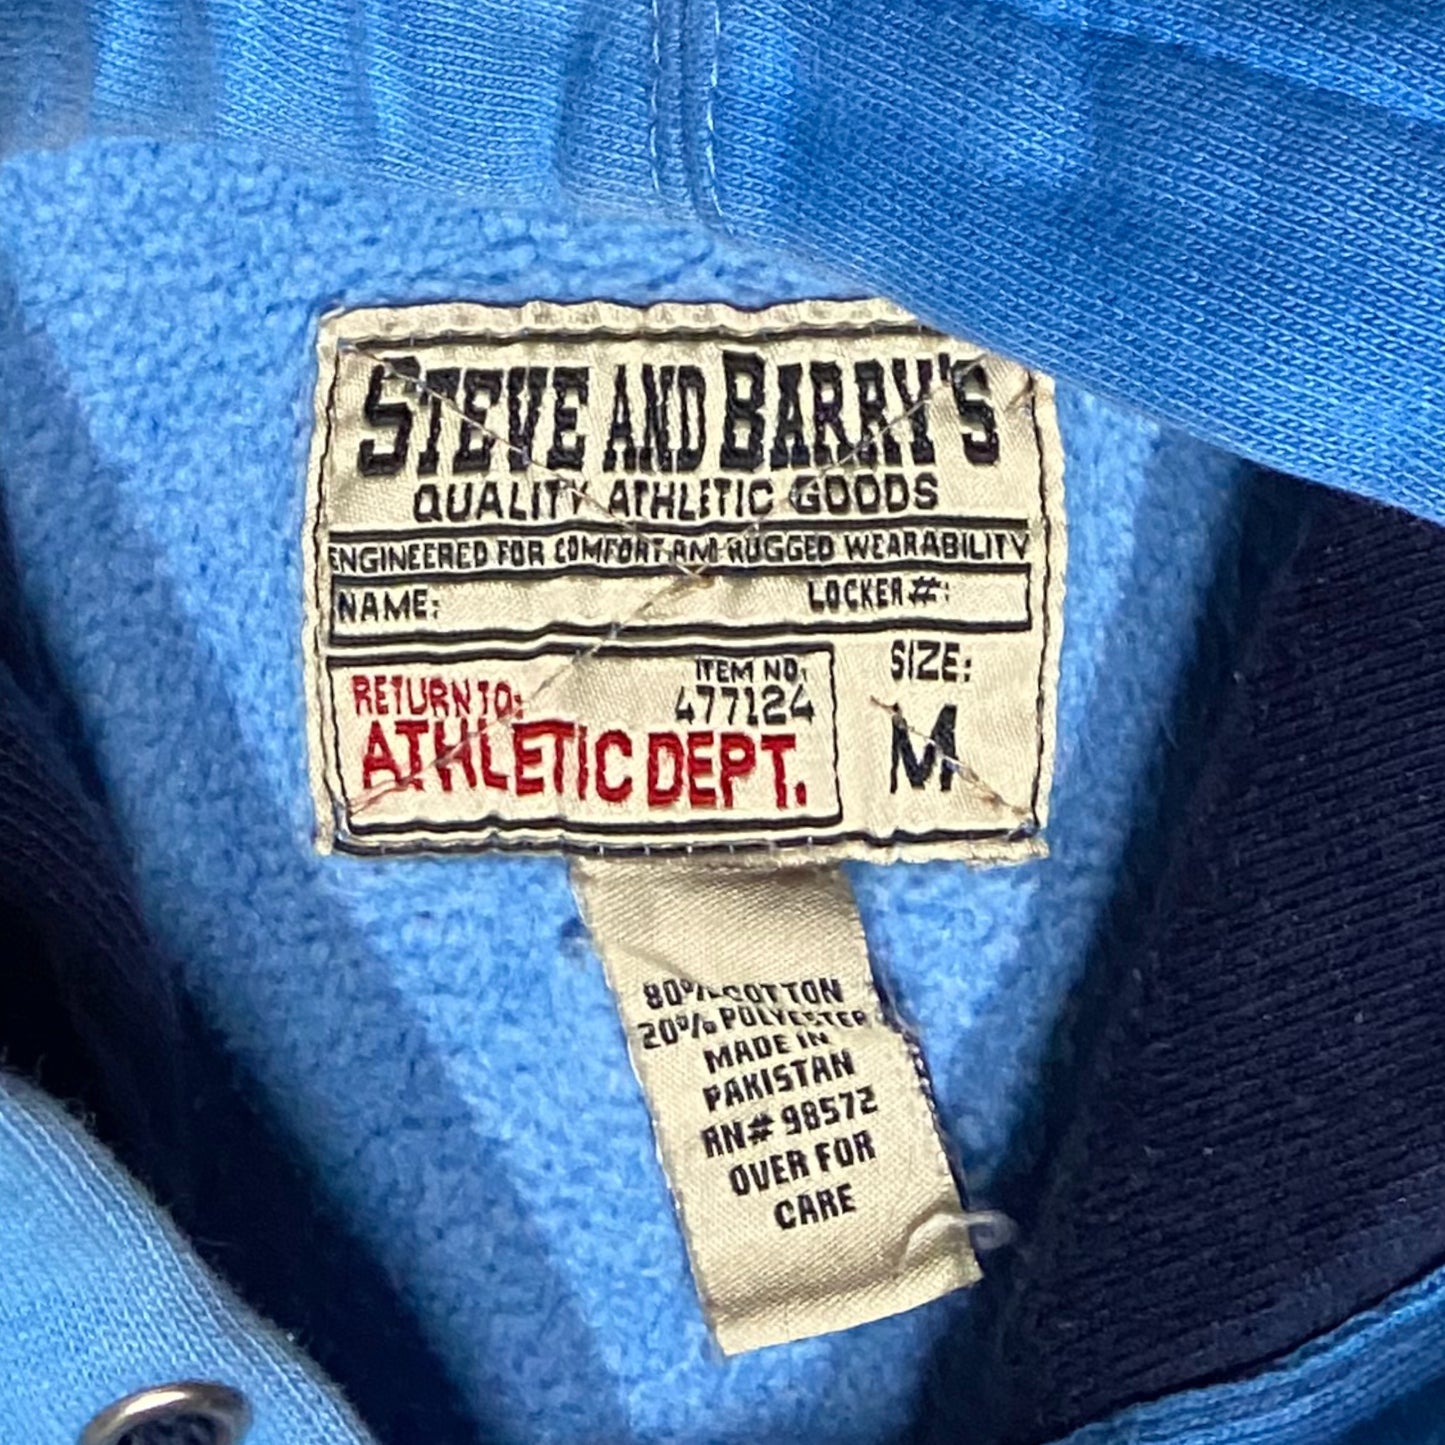 STEVE AND BARRY'S
QUALITY ATHLETIC GOODS
ENGINEERED FOR COMFORT AND RUGGED WEARABILITY
NAME: LOCKER#:
RETURN TO: ITEM NO:
477124
ATHLETIC DEPT.
SIZE:
M
80% COTTON
20% POLYESTER
MADE IN
PAKISTAN
RN# 98572
OVER FOR
CARE